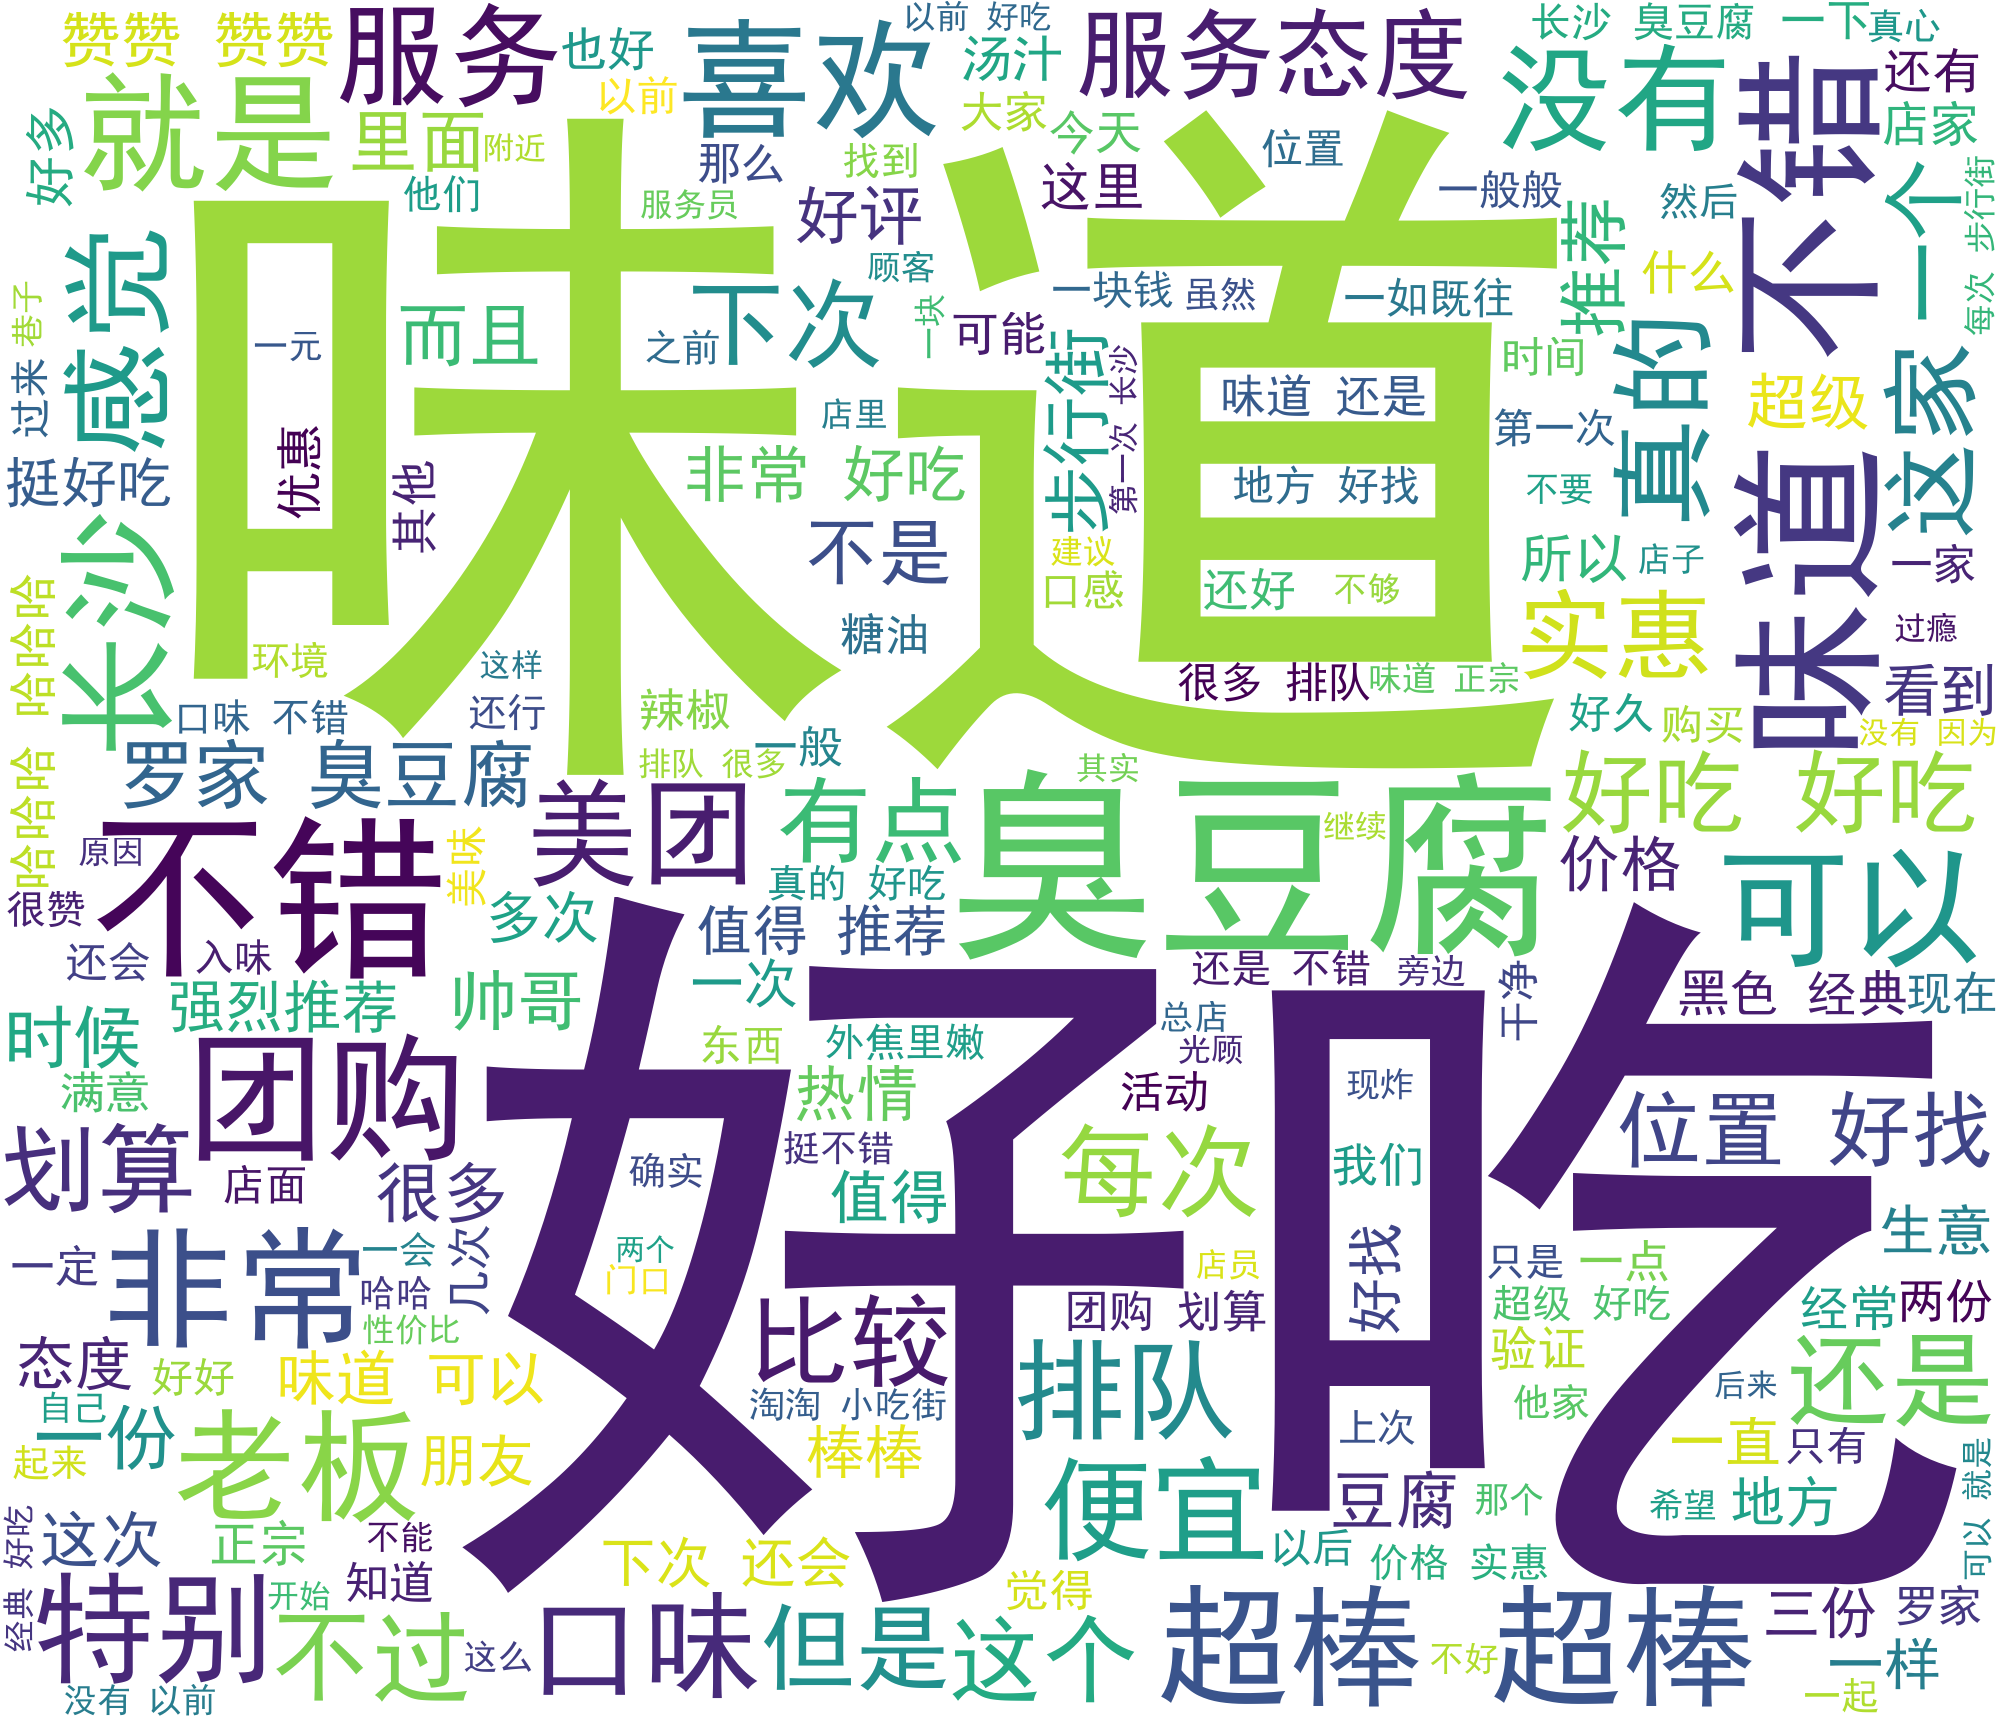 赞赞 赞赞
服务
也好
喜欢
以前 好吃
汤汁
服务态度
长沙 臭豆腐
一下
真心
没有
还有
就是
以前
大家
今天
位置
店家
好多
里面
附近
那么
找到
这里
一般般
然后
一个
步行街
每次
他们
服务员
好评
推荐
味道 不错
感觉
味道
顾客
什么
巷子
一元
而且
之前
下次
一块
可能
一块钱
虽然
一如既往
时间
真的
这家
过来
优惠
店里
步行街
第一次 长沙
味道 还是
第一次
超级
挺好吃
其他
非常 好吃
地方 好找
不要
长沙
不是
建议
口感
还好
不够
所以
店子
一家
哈哈哈 哈哈哈
糖油
实惠
过瘾
环境
这样
很多 排队
味道 正宗
看到
口味 不错
还行
辣椒
一般
好久
购买
没有 因为
罗家 臭豆腐
排队 很多
其实
好吃 好吃
不错
原因
美味
美团
有点
臭豆腐
继续
价格
可以
很赞
多次
真的 好吃
值得 推荐
还会
入味
还是 不错
旁边
时候
强烈推荐
帅哥
一次
总店
干净
黑色 经典
现在
满意
团购
东西
外焦里嫩
光顾
好吃
热情
活动
现炸
位置 好找
划算
店面
很多
确实
挺不错
值得
每次
我们
生意
一定
非常
一会
几次
两个
门口
店员
好找
只是
一点
哈哈
性价比
比较
团购 划算
超级 好吃
经常
两份
态度
好好
味道 可以
排队
验证
还是
自己
一份
淘淘 小吃街
他家
后来
起来
老板
朋友
棒棒
上次
一直
只有
便宜
豆腐
那个
希望
地方
可以 就是
经典 好吃
这次
正宗
不能
知道
下次 还会
以后
价格 实惠
特别
开始
不过
这么
口味
但是
觉得
这个
超棒 超棒
不好
三份
罗家
一样
一起
没有 以前